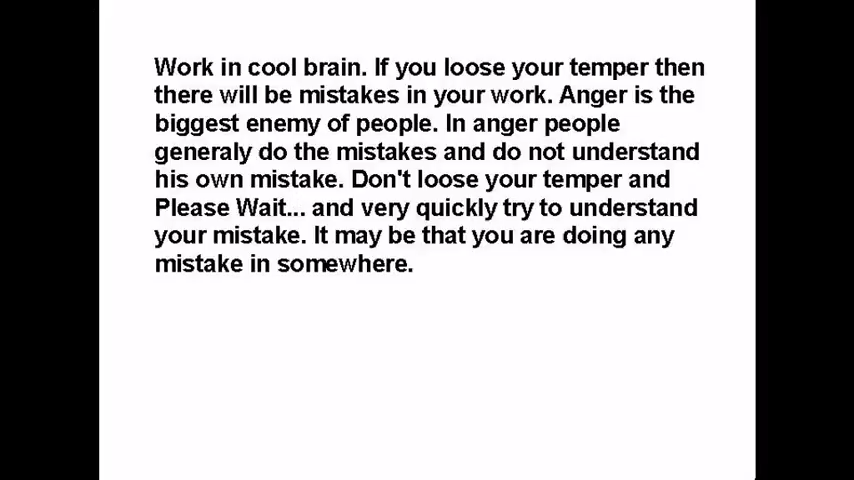 Work in cool brain. If you loose your temper then
there will be mistakes in your work. Anger is the
biggest enemy of people. In anger people
generaly do the mistakes and do not understand
his own mistake. Don't loose your temper and
Please Wait... and very quickly try to understand
your mistake. It may be that you are doing any
mistake in somewhere.